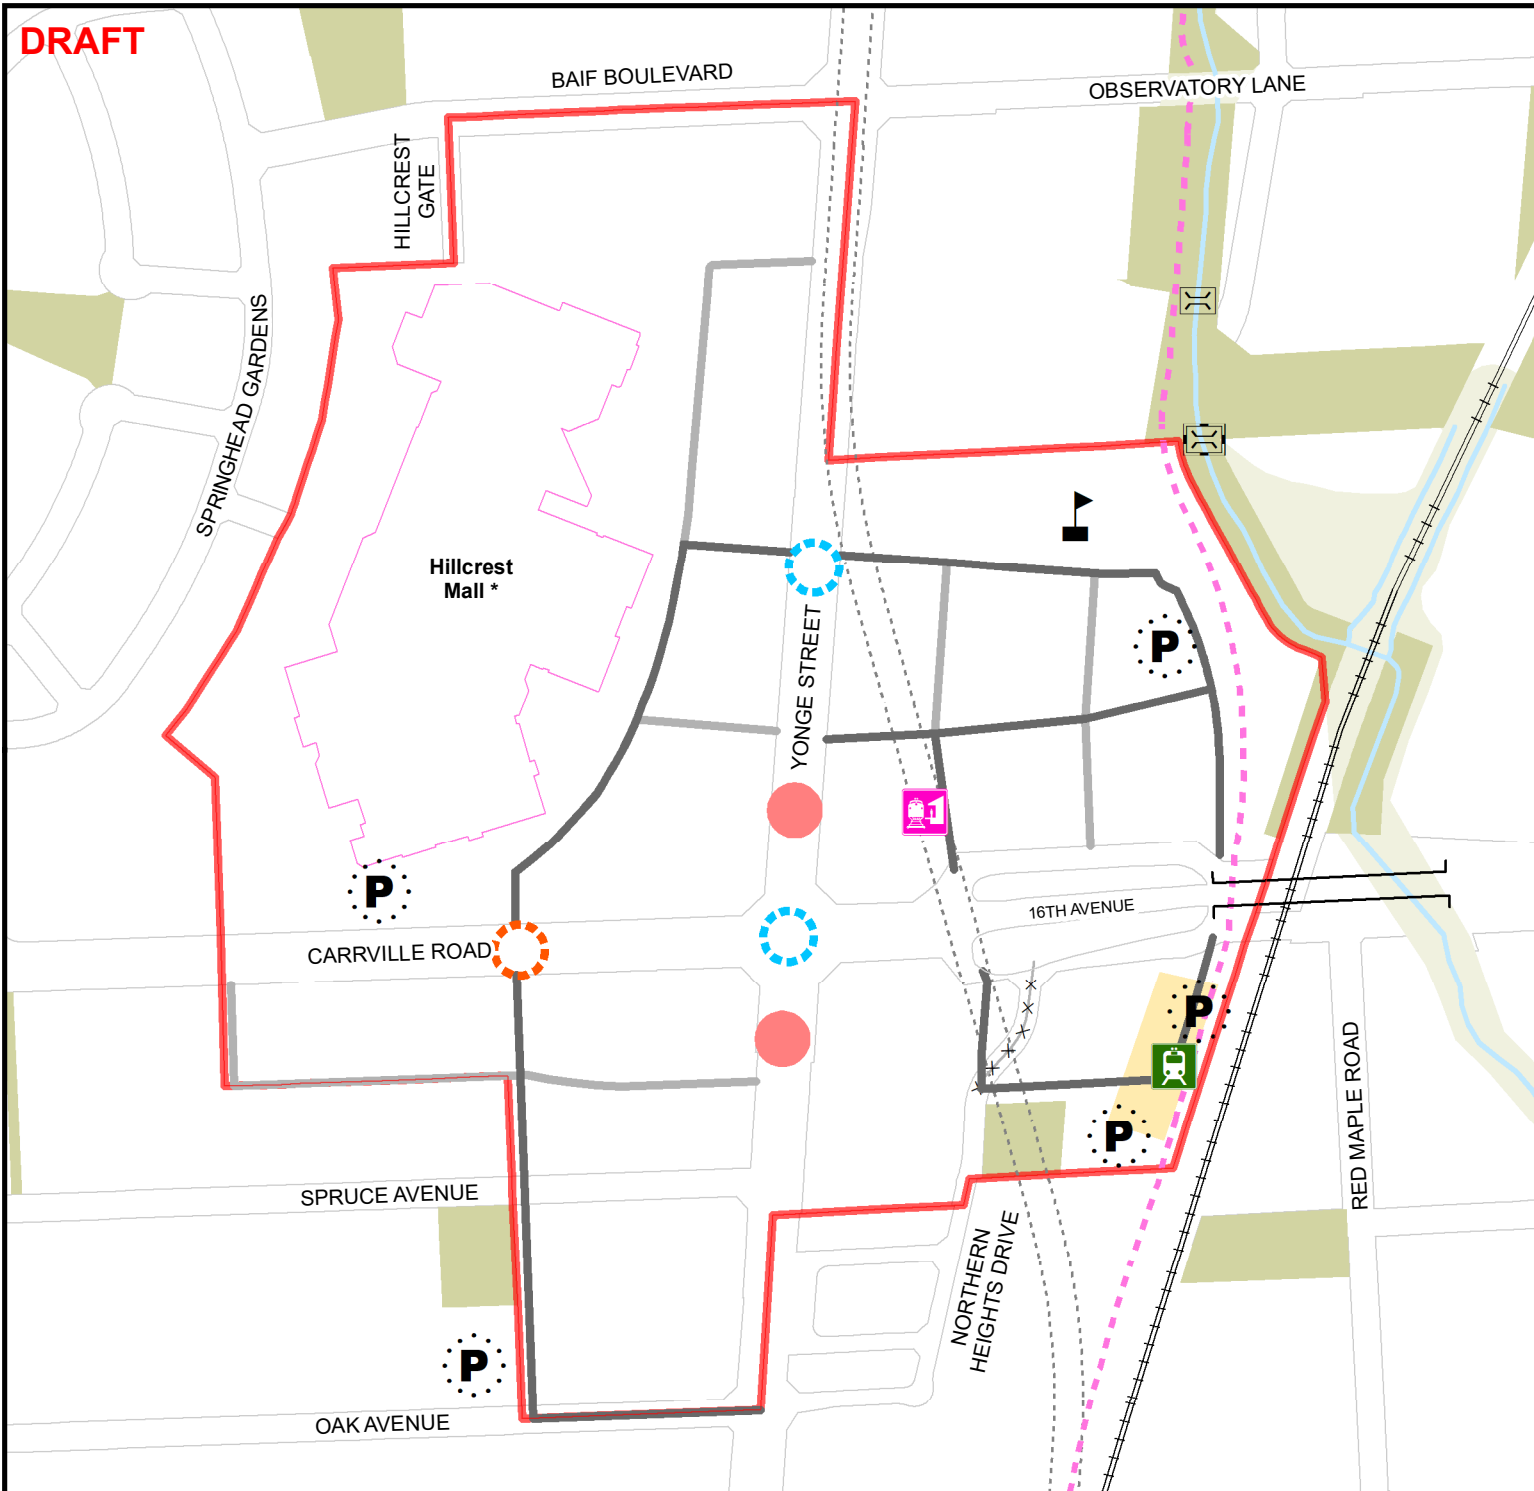 DRAFT
BAIF BOULEVARD
OBSERVATORY LANE
HILLCREST
GATE
SPRINGHEAD GARDENS
Hillcrest
Mall *
YONGE STREET
P
P
16TH AVENUE
CARRVILLE ROAD
P
P
RED MAPLE ROAD
SPRUCE AVENUE
NORTHERN
HEIGHTS DRIVE
P
OAK AVENUE